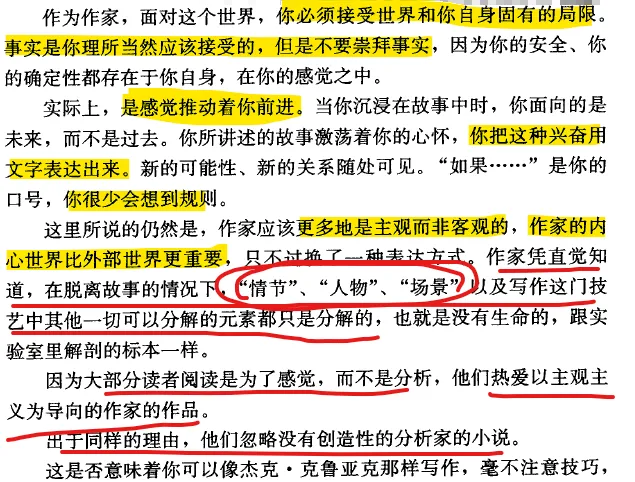 作为作家，面对这个世界，你必须接受世界和你自身固有的局限。
事实是你理所当然应该接受的，但是不要崇拜事实，因为你的安全、你
的确定性都存在于你自身，在你的感觉之中。
实际上，是感觉推动着你前进。当你沉浸在故事中时，你面向的是
未来，而不是过去。你所讲述的故事激荡着你的心怀，你把这种兴奋用
文字表达出来。新的可能性、新的关系随处可见。“如果……”是你的
口号，你很少会想到规则。
这里所说的仍然是，作家应该更多地是主观而非客观的，作家的内
心世界比外部世界更重要，只不过换了一种表达方式。作家凭直觉知
道，在脱离故事的情况下，“情节”、“人物”、“场景”以及写作这门技
艺中其他一切可以分解的元素都只是分解的，也就是没有生命的，跟实
验室里解剖的标本一样。
因为大部分读者阅读是为了感觉，而不是分析，他们热爱以主观主
义为导向的作家的作品。
出于同样的理由，他们忽略没有创造性的分析家的小说。
这是否意味着你可以像杰克·克鲁亚克那样写作，毫不注意技巧，